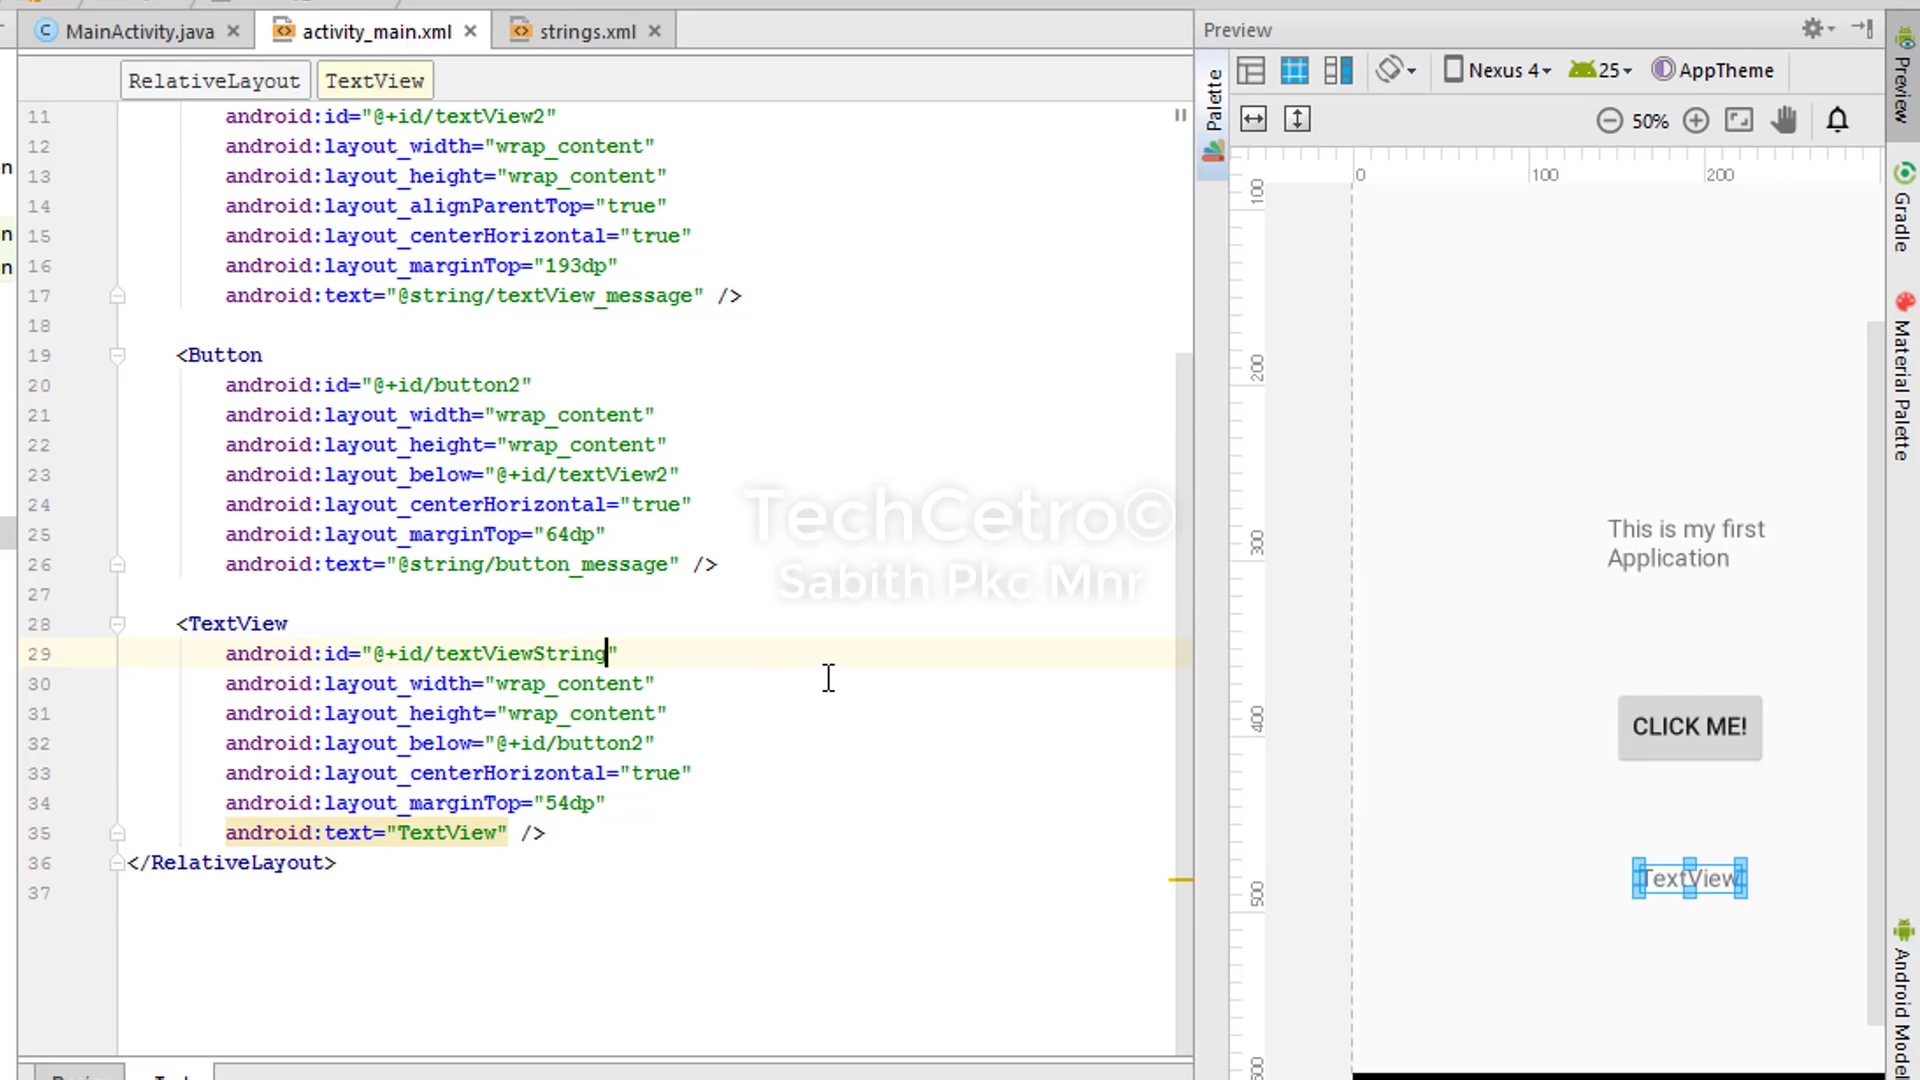 MainActivity.java
activity_main.xml
strings.xml
Preview
RelativeLayout
TextView
Palette
Nexus 4
25
AppTheme
50%
11 android:id="@+id/textView2"
12 android:layout_width="wrap_content"
13 android:layout_height="wrap_content"
14 android:layout_alignParentTop="true"
15 android:layout_centerHorizontal="true"
16 android:layout_marginTop="193dp"
17 android:text="@string/textView_message" />
18
19 <Button
20 android:id="@+id/button2"
21 android:layout_width="wrap_content"
22 android:layout_height="wrap_content"
23 android:layout_below="@+id/textView2"
24 android:layout_centerHorizontal="true"
25 android:layout_marginTop="64dp"
26 android:text="@string/button_message" />
27
28 <TextView
29 android:id="@+id/textViewString"
30 android:layout_width="wrap_content"
31 android:layout_height="wrap_content"
32 android:layout_below="@+id/button2"
33 android:layout_centerHorizontal="true"
34 android:layout_marginTop="54dp"
35 android:text="TextView" />
36 </RelativeLayout>
37
TechCetro©
Sabith Pkc Mnr
0 100 200
100
200
300
400
500
This is my first
Application
CLICK ME!
TextView
Preview
Gradle
Material Palette
Android Model